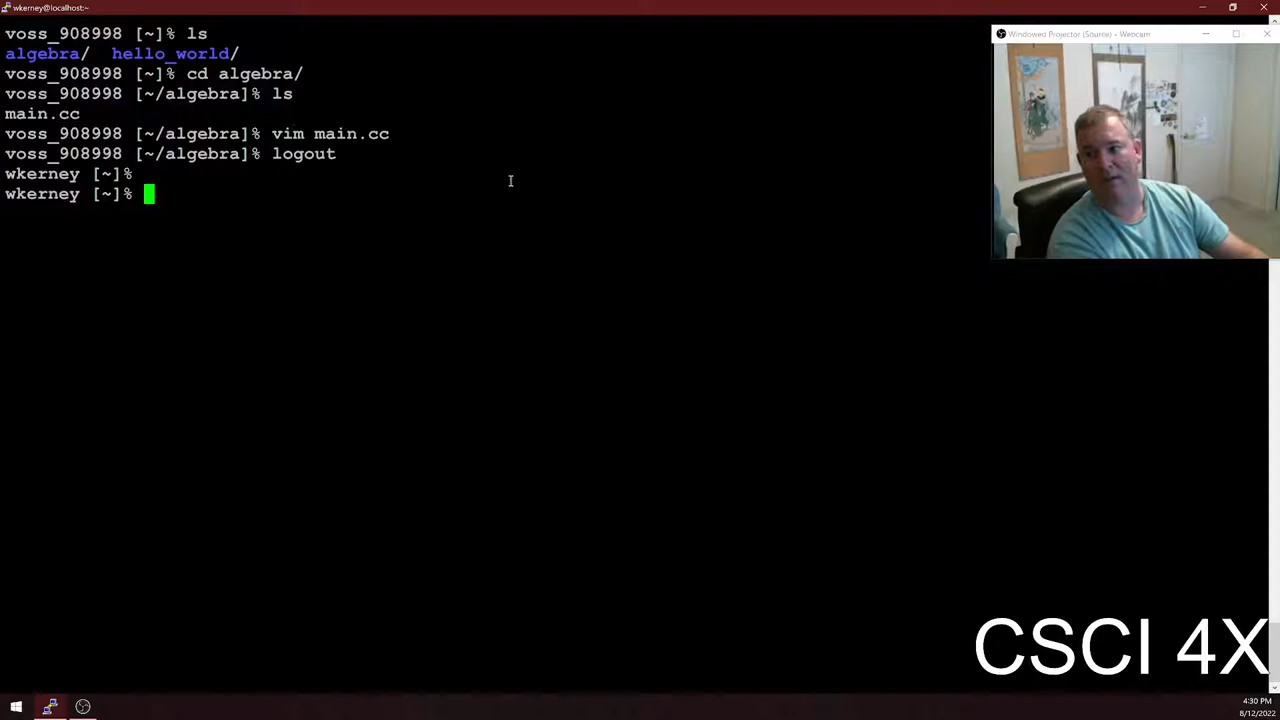 wkerney@localhost:~
voss_908998 [~]% ls
algebra/  hello_world/
voss_908998 [~]% cd algebra/
voss_908998 [~/algebra]% ls
main.cc
voss_908998 [~/algebra]% vim main.cc
voss_908998 [~/algebra]% logout
wkerney [~]%
wkerney [~]%
Windowed Projector (Source) - Webcam
CSCI 4X
4:30 PM
8/12/2022